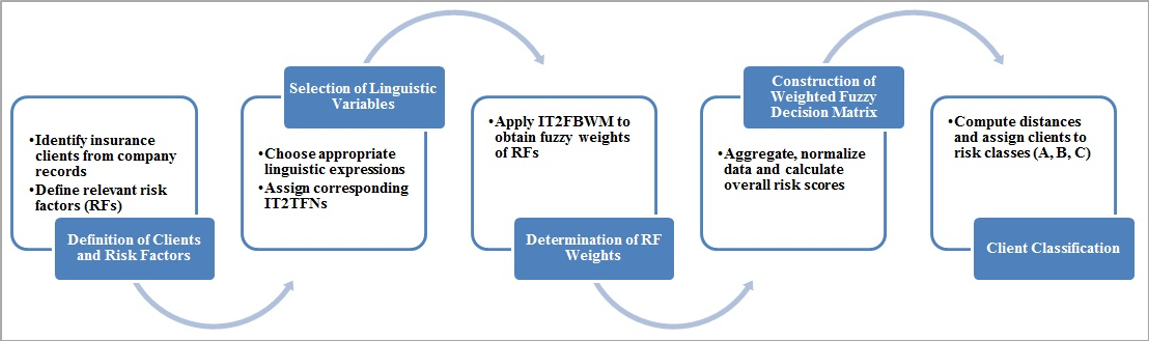 •Identify insurance
clients from company
records
•Define relevant risk
factors (RFs)
Definition of Clients
and Risk Factors
Selection of Linguistic
Variables
•Choose appropriate
linguistic expressions
•Assign corresponding
IT2TFNs
•Apply IT2FBWM to
obtain fuzzy weights
of RFs
Determination of RF
Weights
Construction of
Weighted Fuzzy
Decision Matrix
•Aggregate, normalize
data and calculate
overall risk scores
•Compute distances
and assign clients to
risk classes (A, B, C)
Client Classification